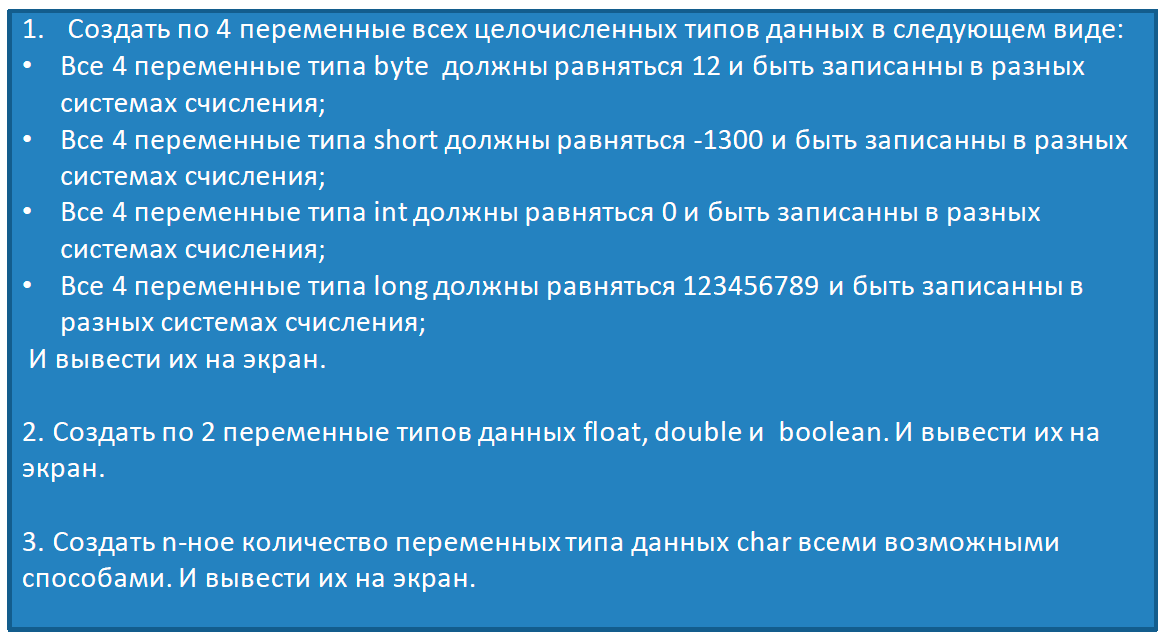 1. Создать по 4 переменные всех целочисленных типов данных в следующем виде:
• Все 4 переменные типа byte должны равняться 12 и быть записанны в разных
системах счисления;
• Все 4 переменные типа short должны равняться -1300 и быть записанны в разных
системах счисления;
• Все 4 переменные типа int должны равняться 0 и быть записанны в разных
системах счисления;
• Все 4 переменные типа long должны равняться 123456789 и быть записанны в
разных системах счисления;
И вывести их на экран.
2. Создать по 2 переменные типов данных float, double и boolean. И вывести их на
экран.
3. Создать n-ное количество переменных типа данных char всеми возможными
способами. И вывести их на экран.